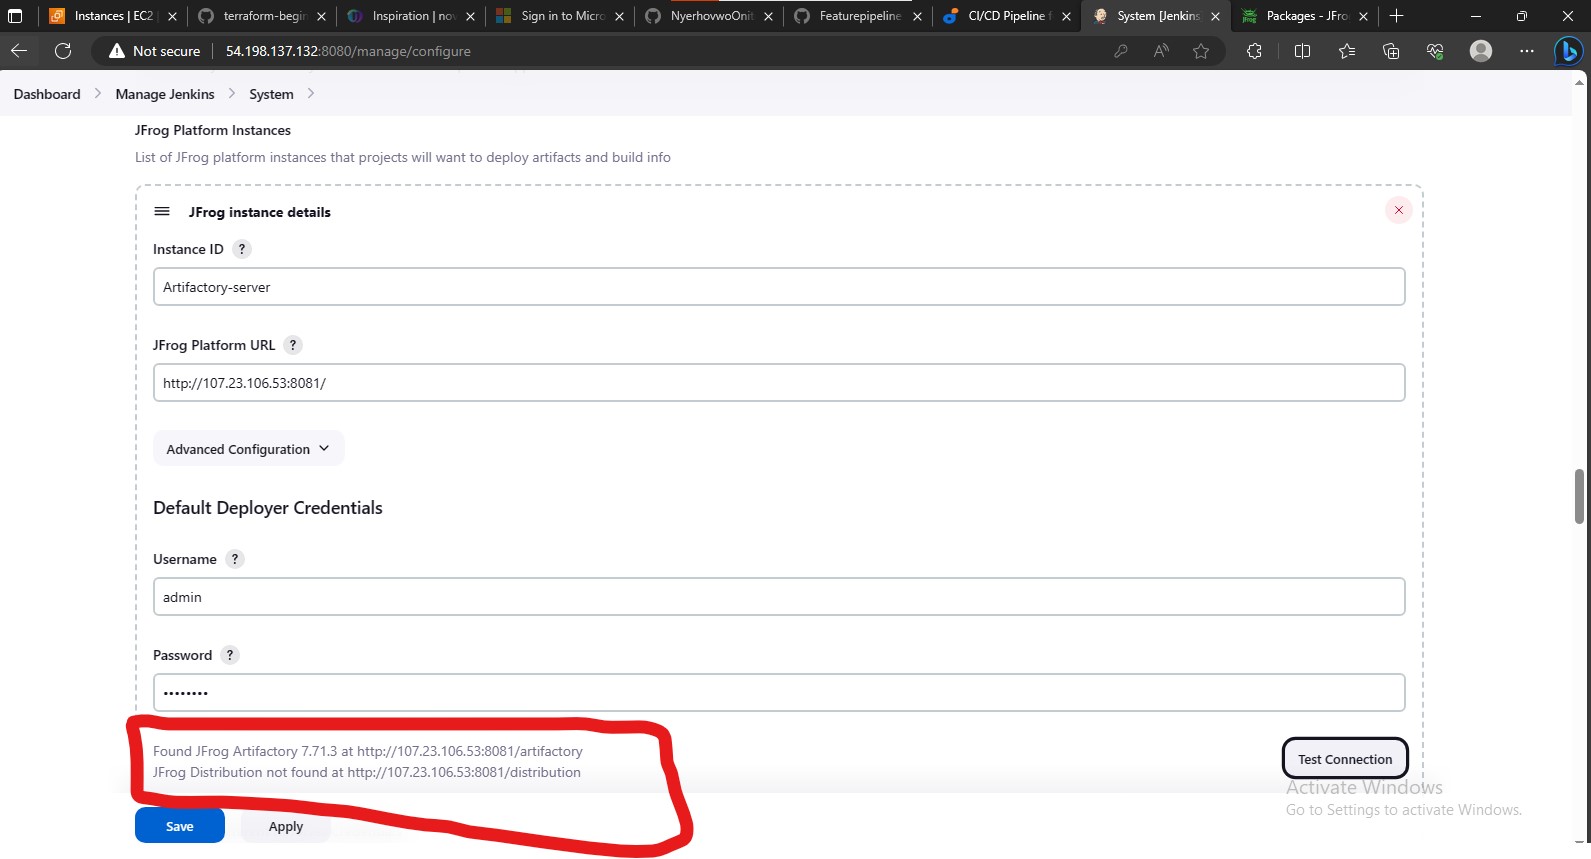 Instances | EC2
terraform-begin
Inspiration | nov
Sign in to Micro
NyerhovwoOnit
Featurepipeline
CI/CD Pipeline f
System [Jenkins
Packages - JFro
Not secure
54.198.137.132:8080/manage/configure
Dashboard
Manage Jenkins
System
JFrog Platform Instances
List of JFrog platform instances that projects will want to deploy artifacts and build info
JFrog instance details
Instance ID ?
Artifactory-server
JFrog Platform URL ?
http://107.23.106.53:8081/
Advanced Configuration
Default Deployer Credentials
Username ?
admin
Password ?
••••••••
Found JFrog Artifactory 7.71.3 at http://107.23.106.53:8081/artifactory
JFrog Distribution not found at http://107.23.106.53:8081/distribution
Test Connection
Activate Windows
Go to Settings to activate Windows.
Save
Apply